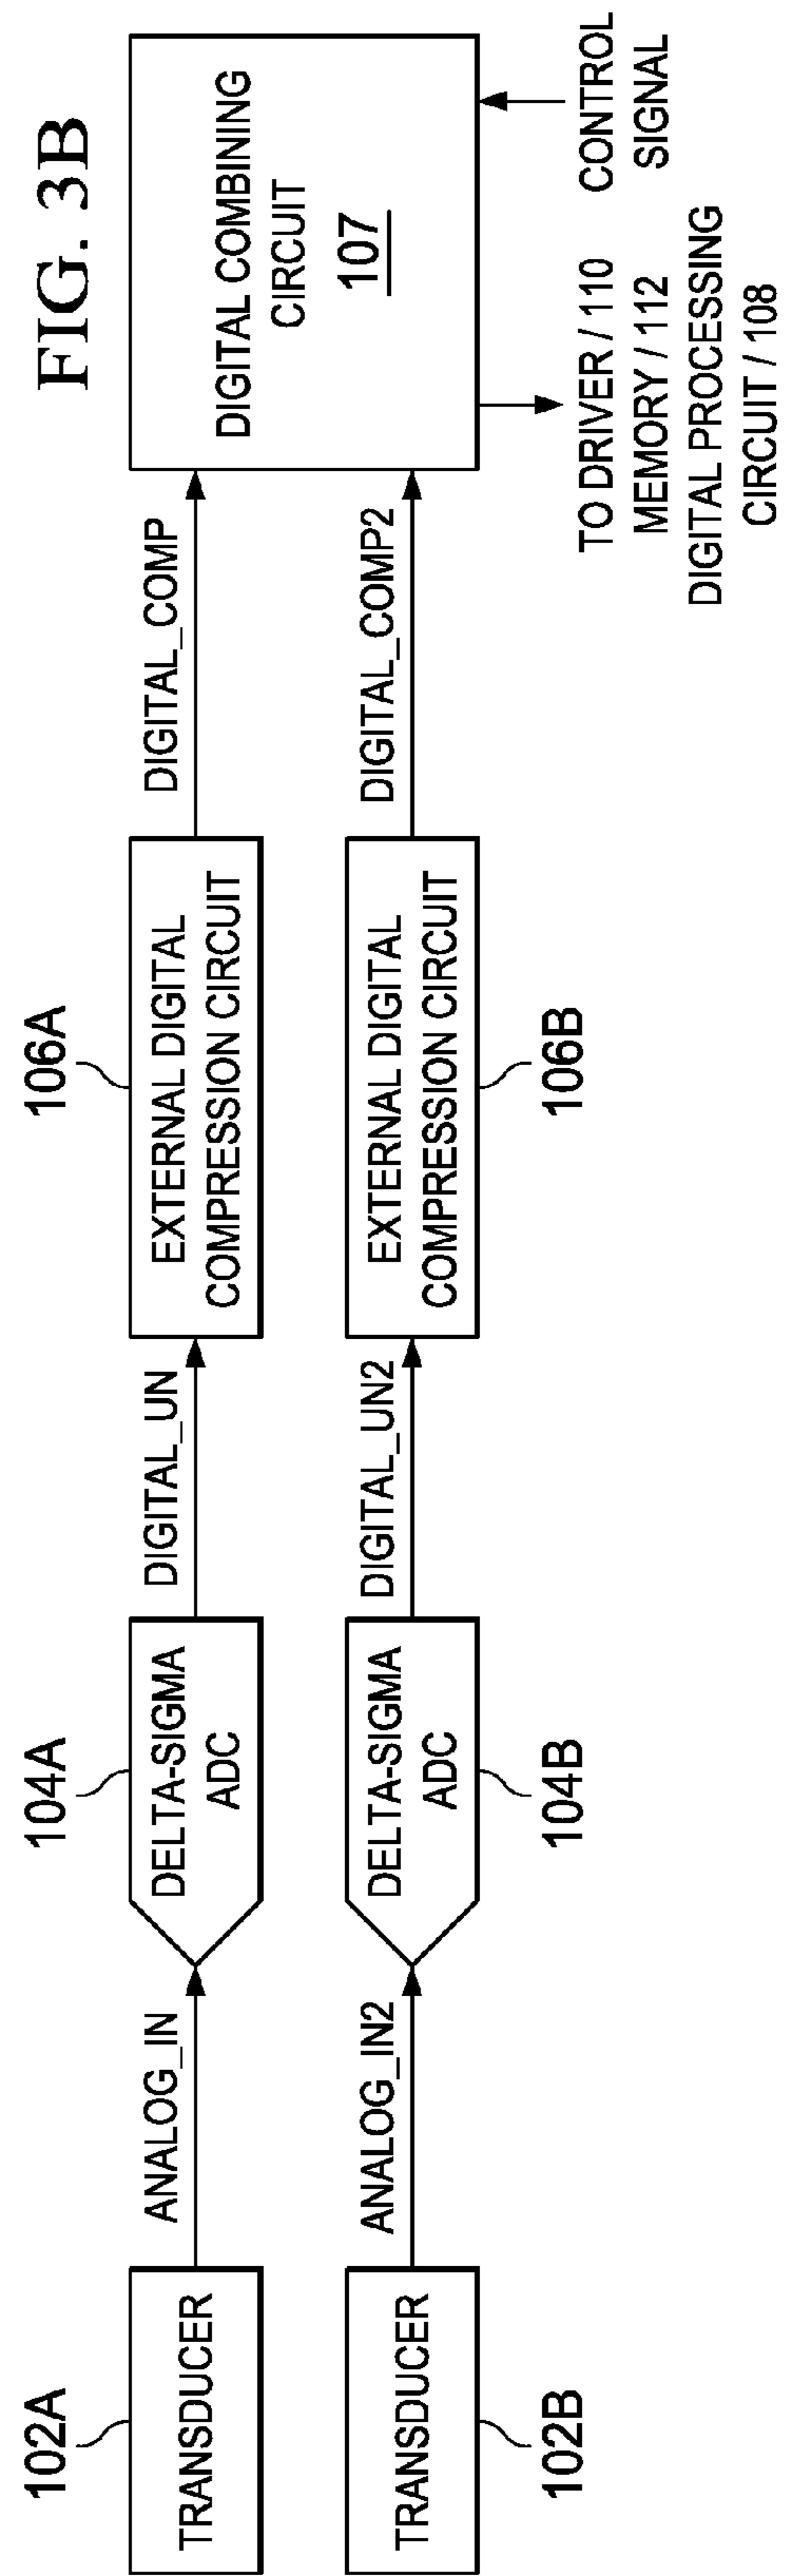 FIG. 3B
102A
104A
106A
TRANSDUCER
ANALOG_IN
DELTA-SIGMA
ADC
DIGITAL_UN
EXTERNAL DIGITAL
COMPRESSION CIRCUIT
DIGITAL_COMP
DIGITAL COMBINING
CIRCUIT
107
TRANSDUCER
ANALOG_IN2
DELTA-SIGMA
ADC
DIGITAL_UN2
EXTERNAL DIGITAL
COMPRESSION CIRCUIT
DIGITAL_COMP2
102B
104B
106B
TO DRIVER / 110
MEMORY / 112
DIGITAL PROCESSING
CIRCUIT / 108
CONTROL
SIGNAL